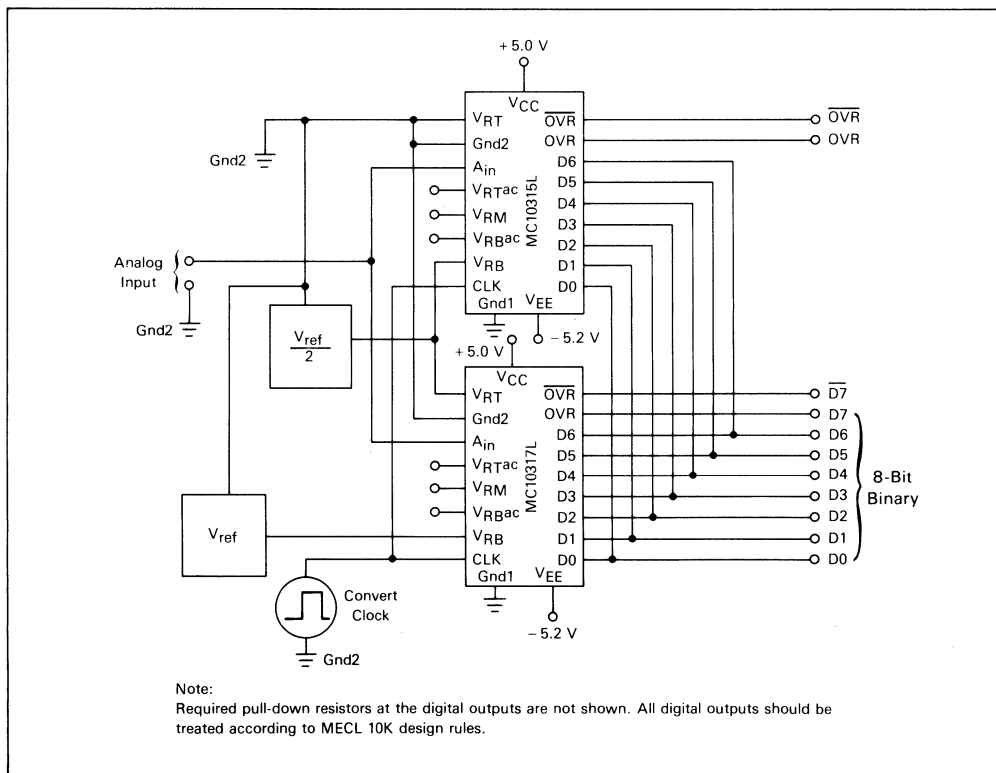 + 5.0 V
VCC
VRT
Gnd2
Ain
VRTac
VRM
VRBac
VRB
CLK
Gnd1
VEE
MC10315L
OVR
OVR
D6
D5
D4
D3
D2
D1
D0
OVR
OVR
Gnd2
Analog
Input
Gnd2
Vref
2
− 5.2 V
+ 5.0 V
VCC
VRT
Gnd2
Ain
VRTac
VRM
VRBac
VRB
CLK
Gnd1
VEE
MC10317L
OVR
OVR
D6
D5
D4
D3
D2
D1
D0
D7
D7
D6
D5
D4
D3
D2
D1
D0
8-Bit
Binary
Vref
Convert
Clock
Gnd2
− 5.2 V
Note:
Required pull-down resistors at the digital outputs are not shown. All digital outputs should be
treated according to MECL 10K design rules.